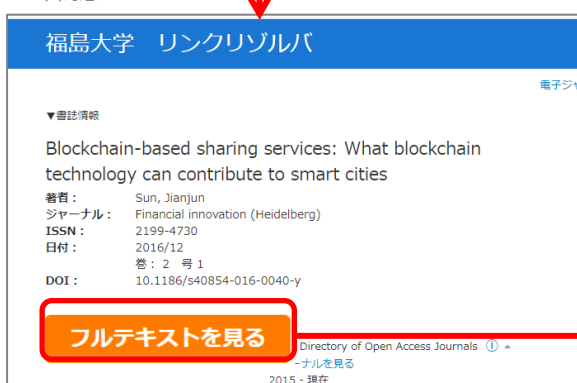 福島大学 リンクリゾルバ
電子ジャ
▼書誌情報
Blockchain-based sharing services: What blockchain
technology can contribute to smart cities
著者： Sun, Jianjun
ジャーナル： Financial innovation (Heidelberg)
ISSN： 2199-4730
日付： 2016/12
巻： 2 号 1
DOI： 10.1186/s40854-016-0040-y
フルテキストを見る
Directory of Open Access Journals
ーナルを見る
2015 - 現在